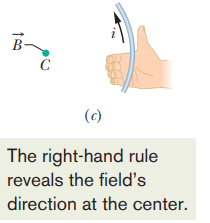 B
i
C
(c)
The right-hand rule
reveals the field's
direction at the center.